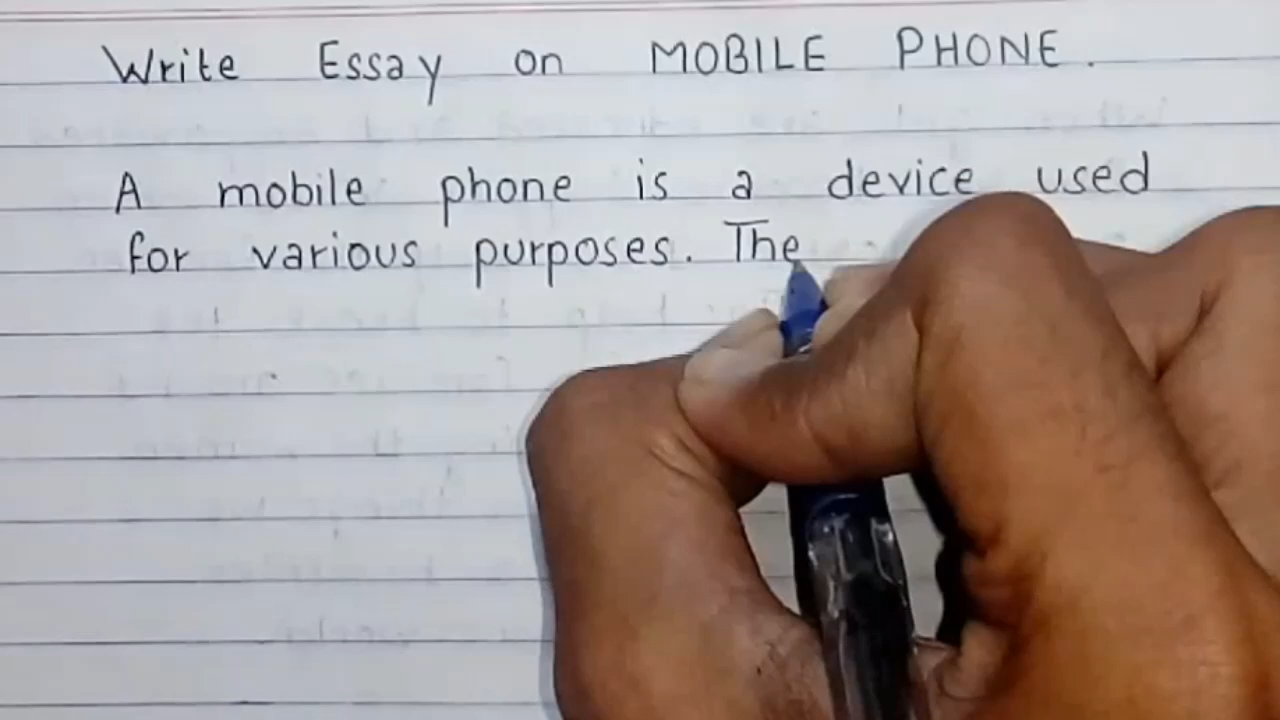 Write Essay on MOBILE PHONE.
A mobile phone is a device used
for various purposes. The